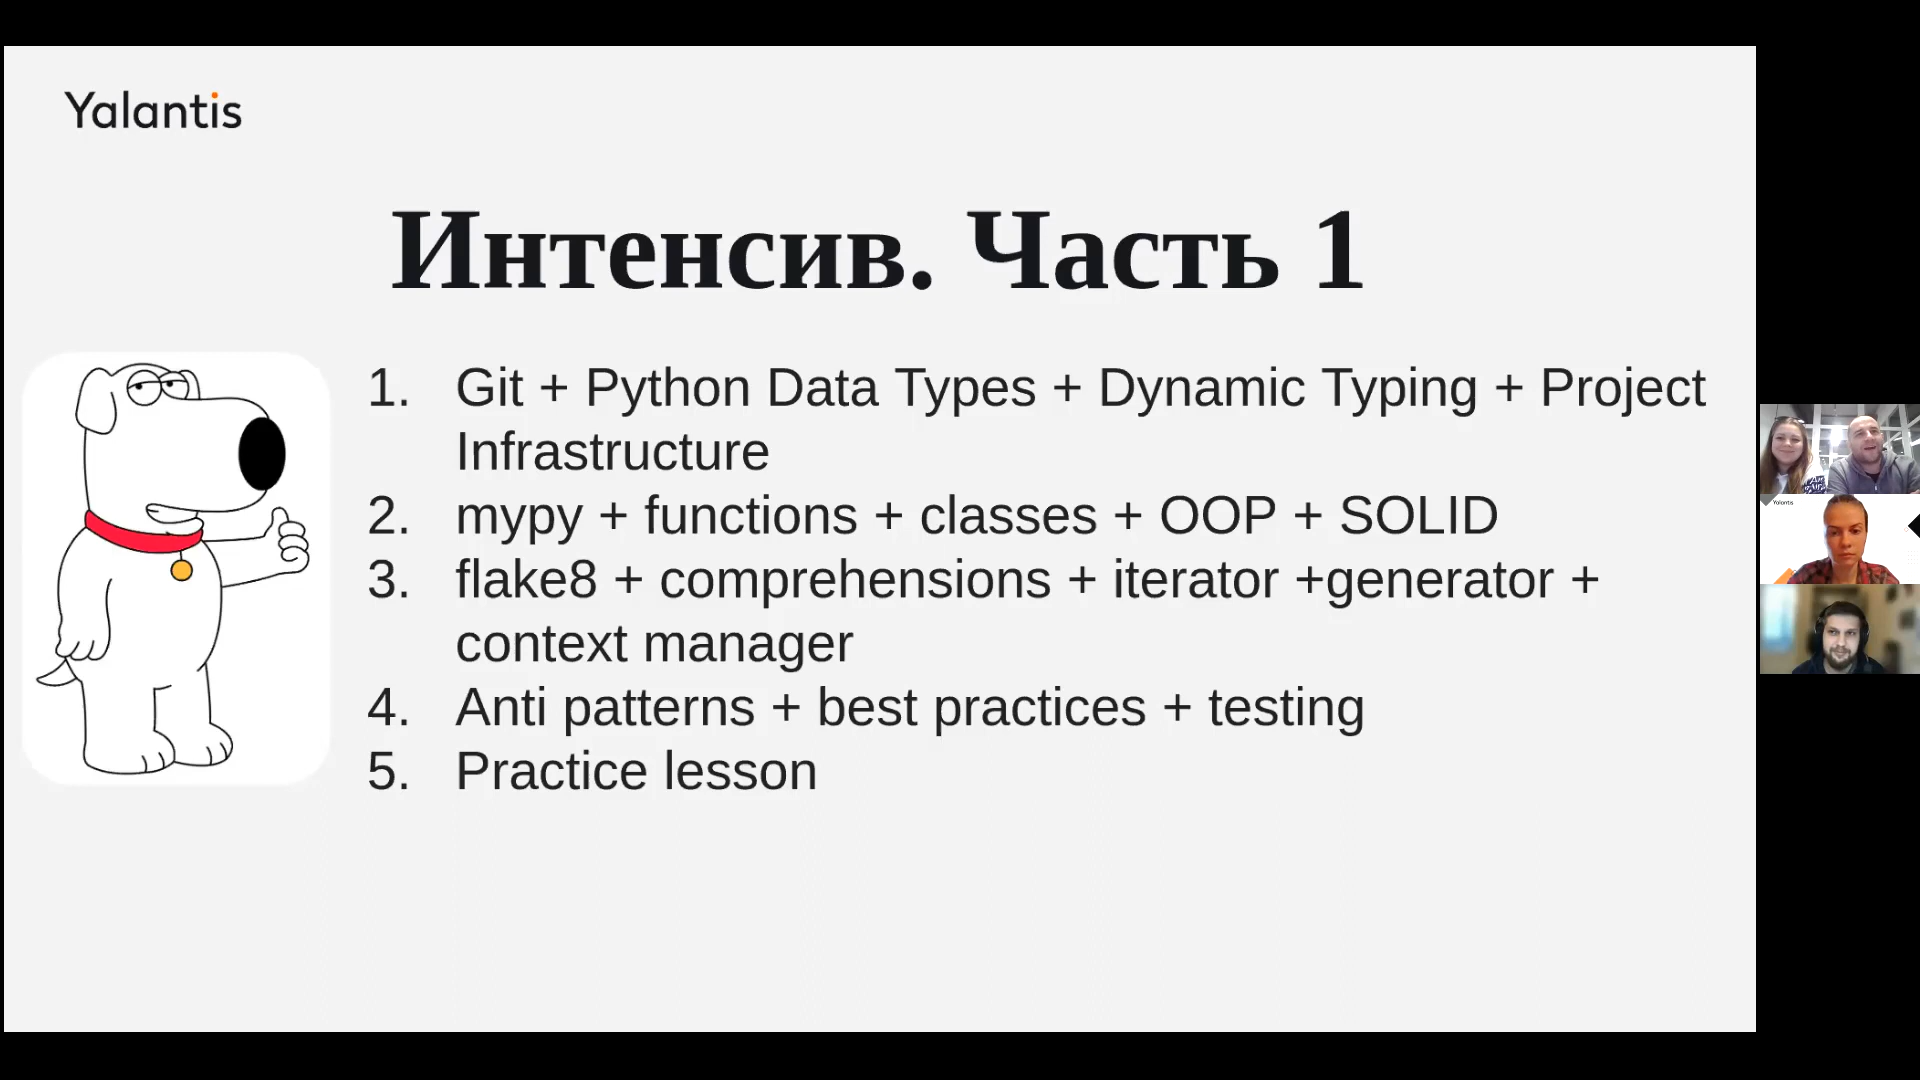 Yalantis
Интенсив. Часть 1
1. Git + Python Data Types + Dynamic Typing + Project
Infrastructure
2. mypy + functions + classes + OOP + SOLID
3. flake8 + comprehensions + iterator +generator +
context manager
4. Anti patterns + best practices + testing
5. Practice lesson
Yalantis